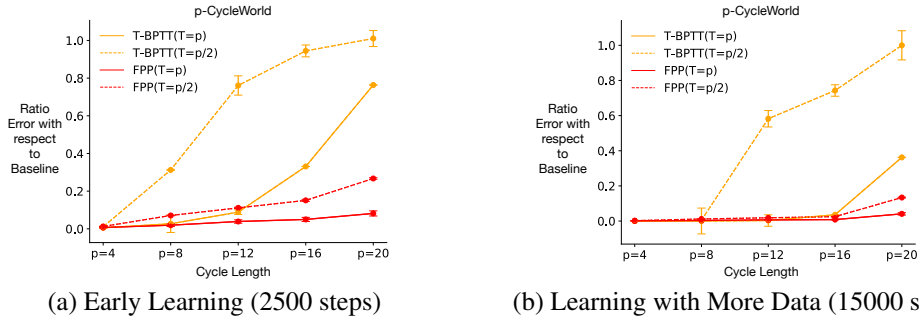 p-CycleWorld
T-BPTT(T=p)
T-BPTT(T=p/2)
FPP(T=p)
FPP(T=p/2)
Ratio
Error with
respect
to
Baseline
1.0
0.8
0.6
0.4
0.2
0.0
p=4 p=8 p=12 p=16 p=20
Cycle Length
(a) Early Learning (2500 steps)
p-CycleWorld
T-BPTT(T=p)
T-BPTT(T=p/2)
FPP(T=p)
FPP(T=p/2)
Ratio
Error with
respect
to
Baseline
1.0
0.8
0.6
0.4
0.2
0.0
p=4 p=8 p=12 p=16 p=20
Cycle Length
(b) Learning with More Data (15000 s